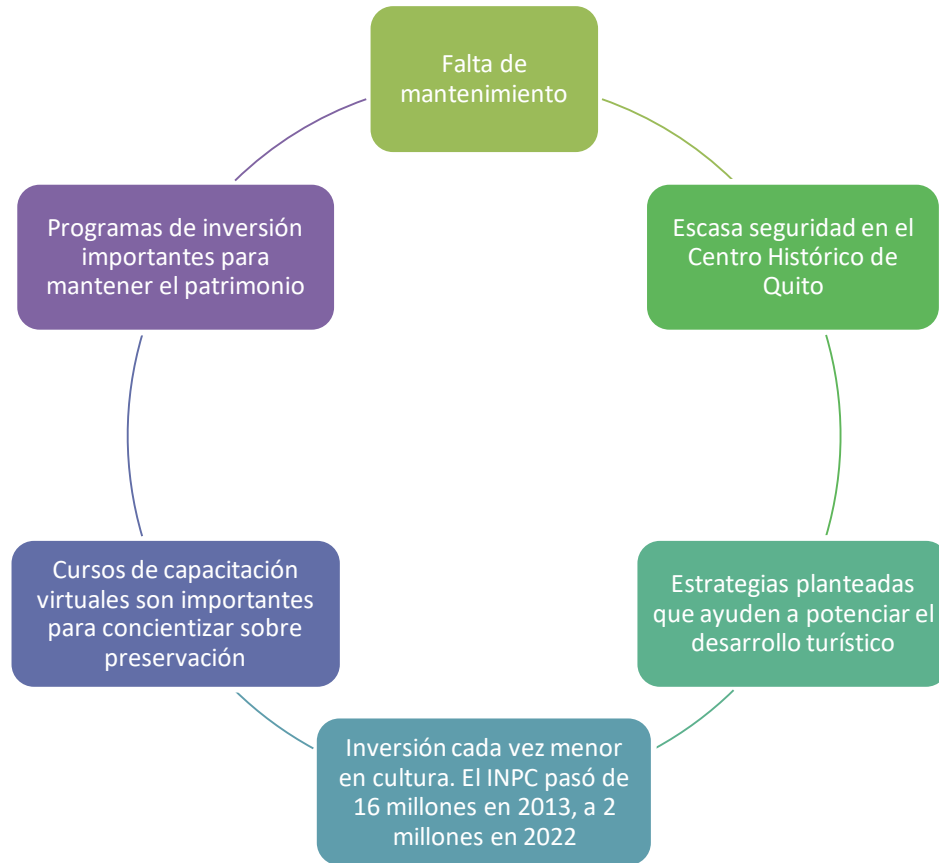 Falta de
mantenimiento
Escasa seguridad en el
Centro Histórico de
Quito
Estrategias planteadas
que ayuden a potenciar el
desarrollo turístico
Inversión cada vez menor
en cultura. El INPC pasó de
16 millones en 2013, a 2
millones en 2022
Cursos de capacitación
virtuales son importantes
para concientizar sobre
preservación
Programas de inversión
importantes para
mantener el patrimonio